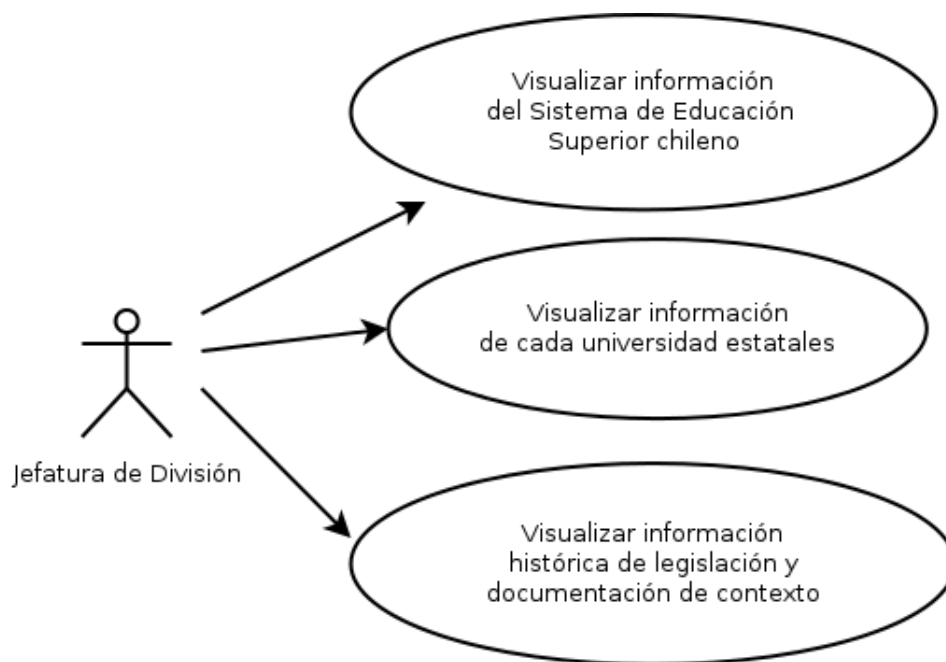 Visualizar información
del Sistema de Educación
Superior chileno
Visualizar información
de cada universidad estatales
Jefatura de División
Visualizar información
histórica de legislación y
documentación de contexto